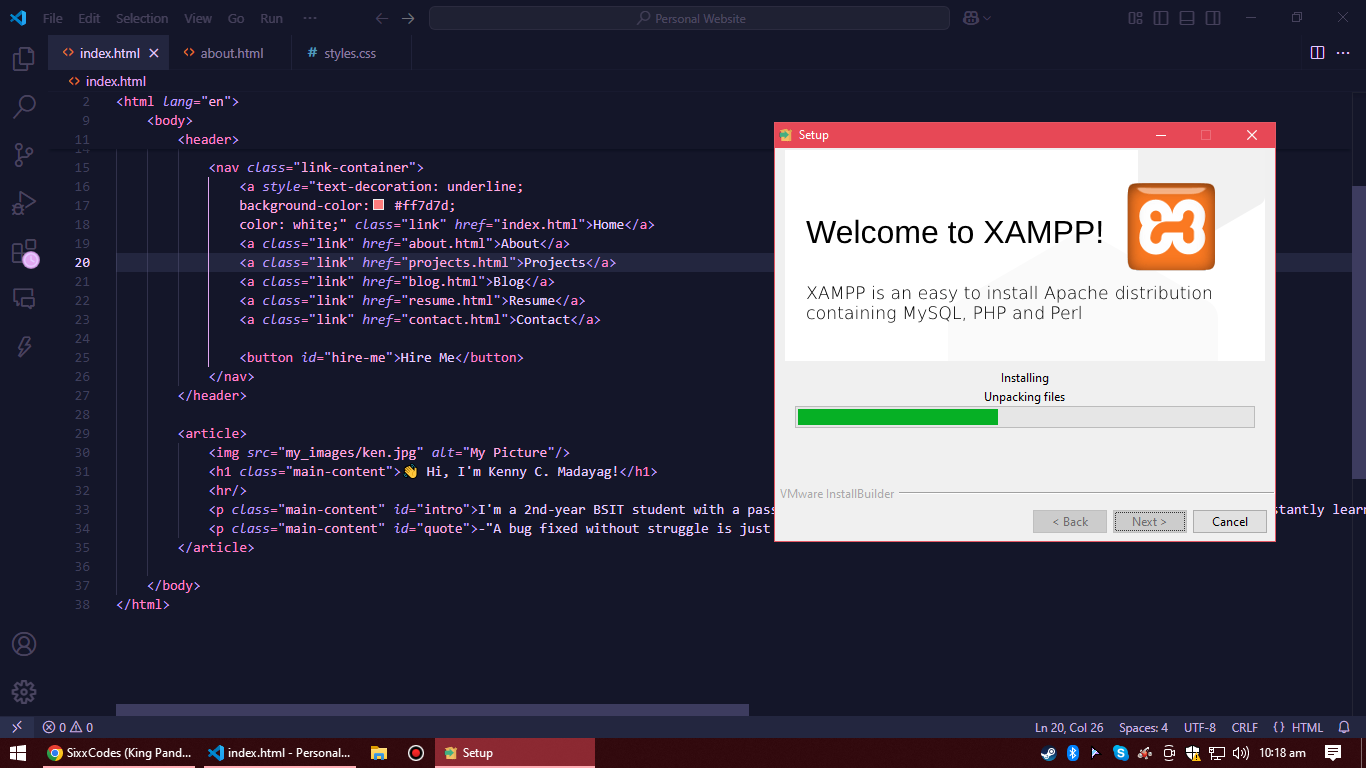 File Edit Selection View Go Run ··· Personal Website
index.html about.html # styles.css
index.html
2 <html lang="en">
9 <body>
11 <header>
14
15 <nav class="link-container">
16 <a style="text-decoration: underline;
17 background-color: #ff7d7d;
18 color: white;" class="link" href="index.html">Home</a>
19 <a class="link" href="about.html">About</a>
20 <a class="link" href="projects.html">Projects</a>
21 <a class="link" href="blog.html">Blog</a>
22 <a class="link" href="resume.html">Resume</a>
23 <a class="link" href="contact.html">Contact</a>
24
25 <button id="hire-me">Hire Me</button>
26 </nav>
27 </header>
28
29 <article>
30 <img src="my_images/ken.jpg" alt="My Picture"/>
31 <h1 class="main-content">👋 Hi, I'm Kenny C. Madayag!</h1>
32 <hr/>
33 <p class="main-content" id="intro">I'm a 2nd-year BSIT student with a pass
34 <p class="main-content" id="quote">-"A bug fixed without struggle is just
35 </article>
36
37 </body>
38 </html>
stantly learn
Setup
Welcome to XAMPP!
XAMPP is an easy to install Apache distribution
containing MySQL, PHP and Perl
Installing
Unpacking files
VMware InstallBuilder
< Back Next > Cancel
0 0 Ln 20, Col 26 Spaces: 4 UTF-8 CRLF {} HTML
SixxCodes (King Pand... index.html - Personal... Setup 10:18 am